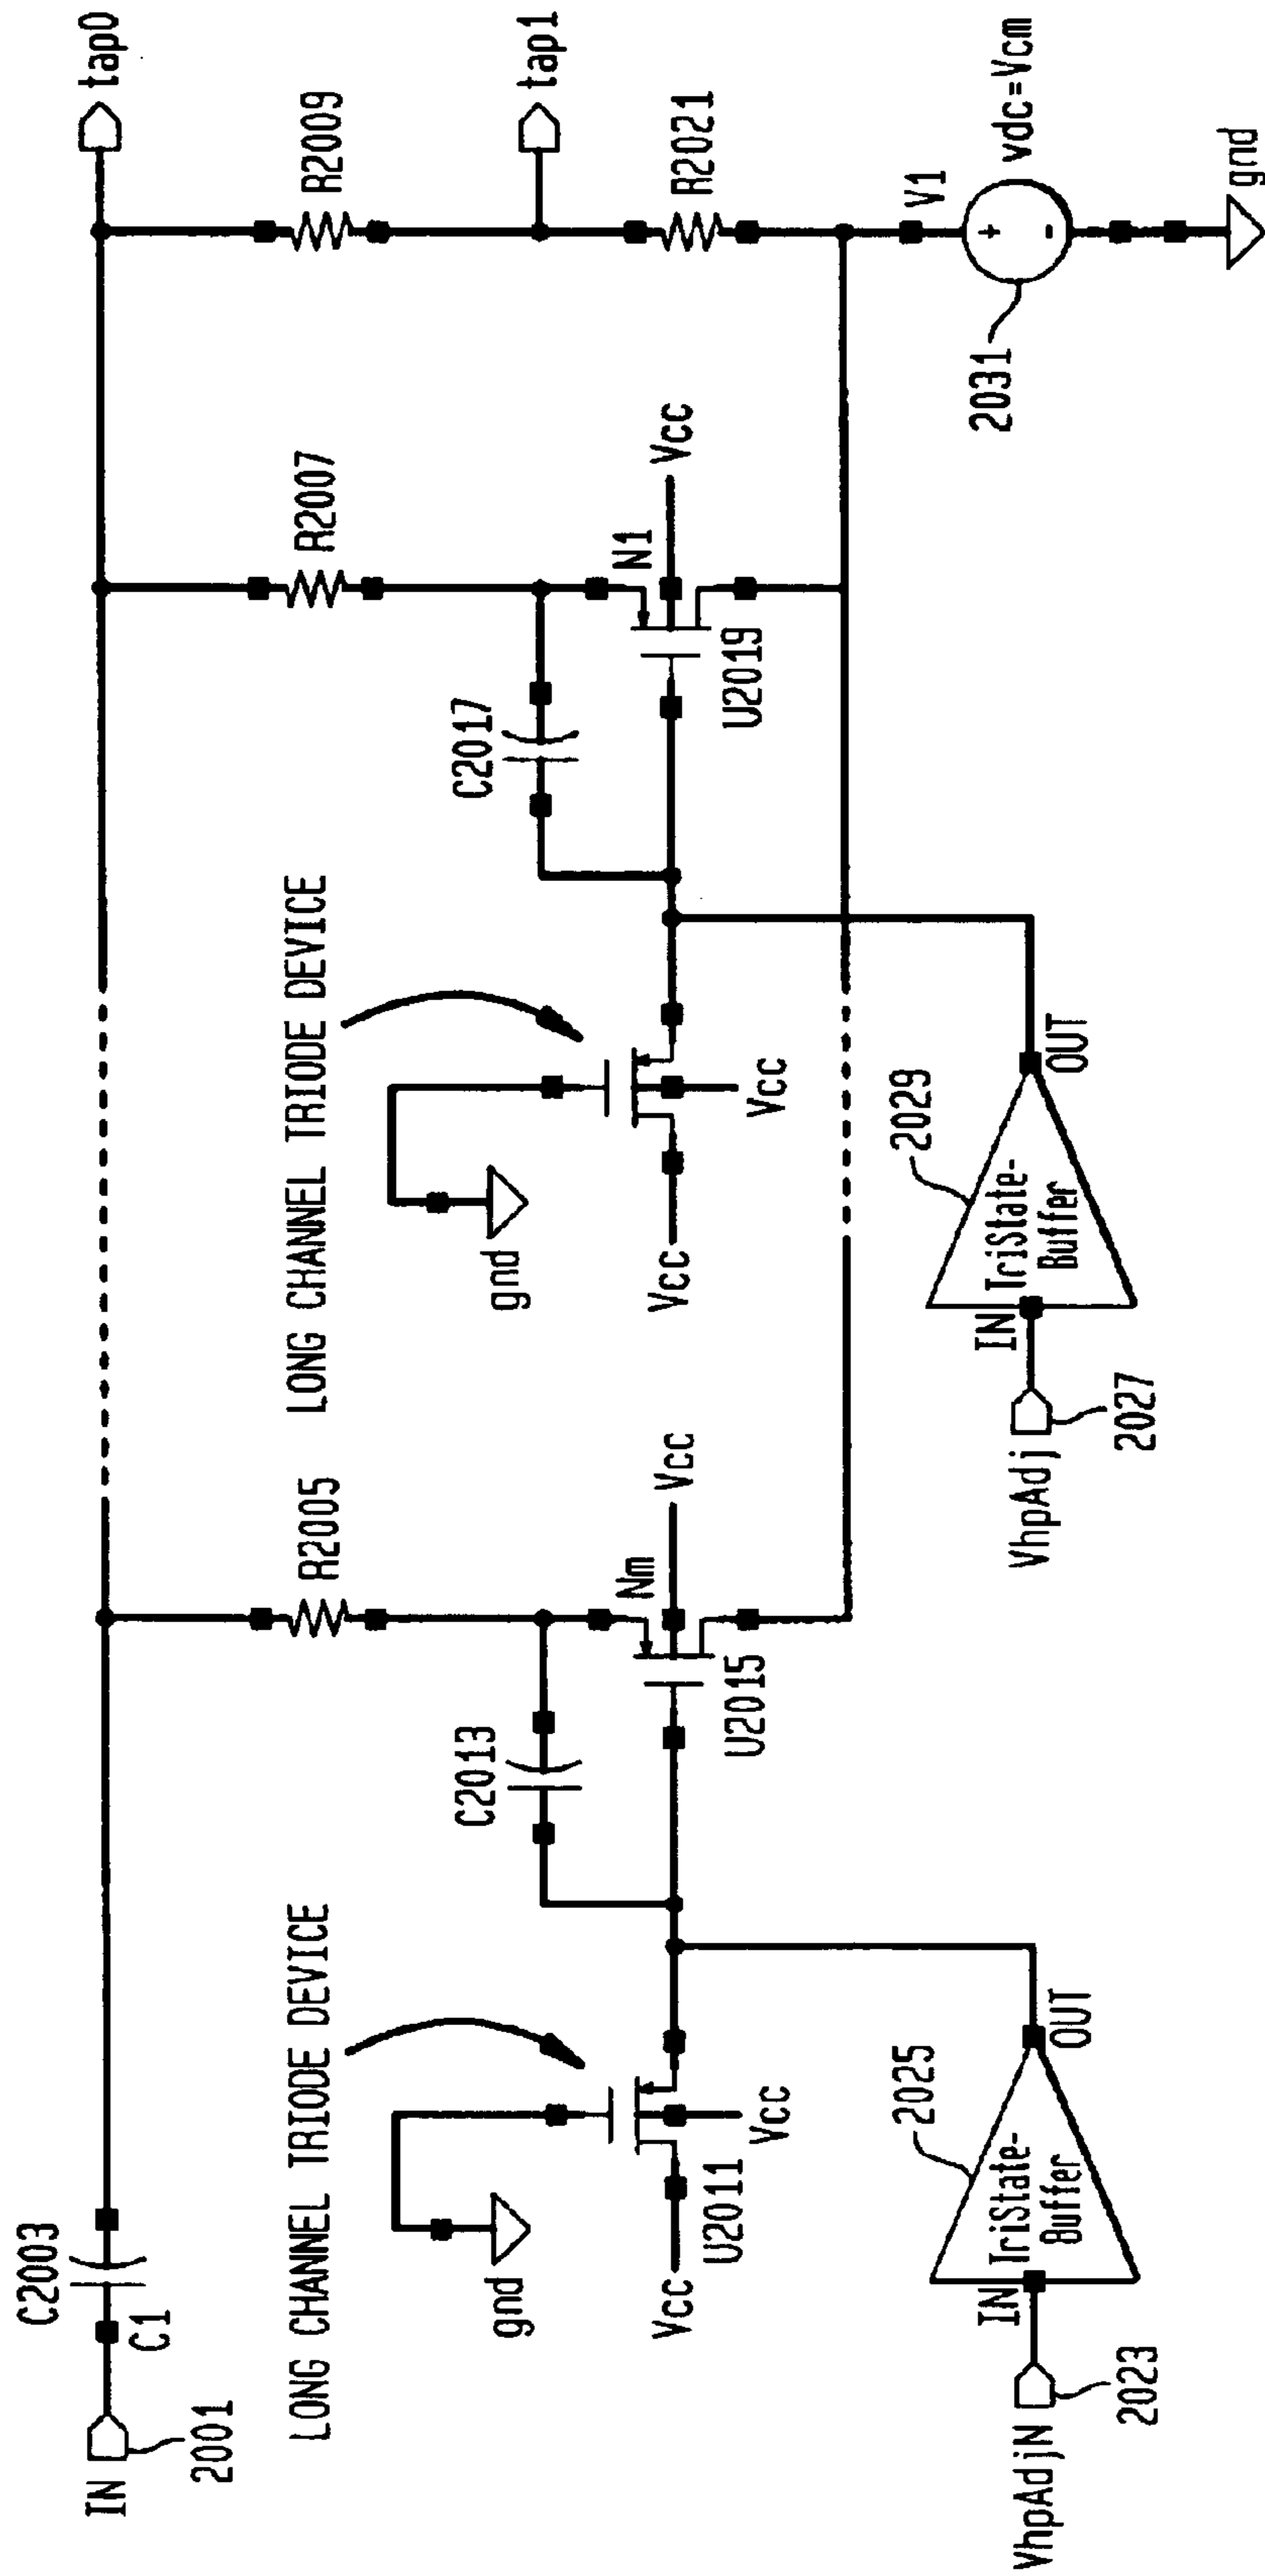 IN
2001
C1
C2003
tap0
LONG CHANNEL TRIODE DEVICE
R2005
LONG CHANNEL TRIODE DEVICE
R2007
R2009
gnd
C2013
gnd
C2017
tap1
Vcc
U2011
Vcc
Nm
Vcc
U2015
Vcc
Vcc
N1
Vcc
U2019
R2021
VhpAdjN
2023
IN
TriState-
Buffer
2025
OUT
VhpAdj
2027
IN
TriState-
Buffer
2029
OUT
V1
2031
+
-
vdc=Vcm
gnd